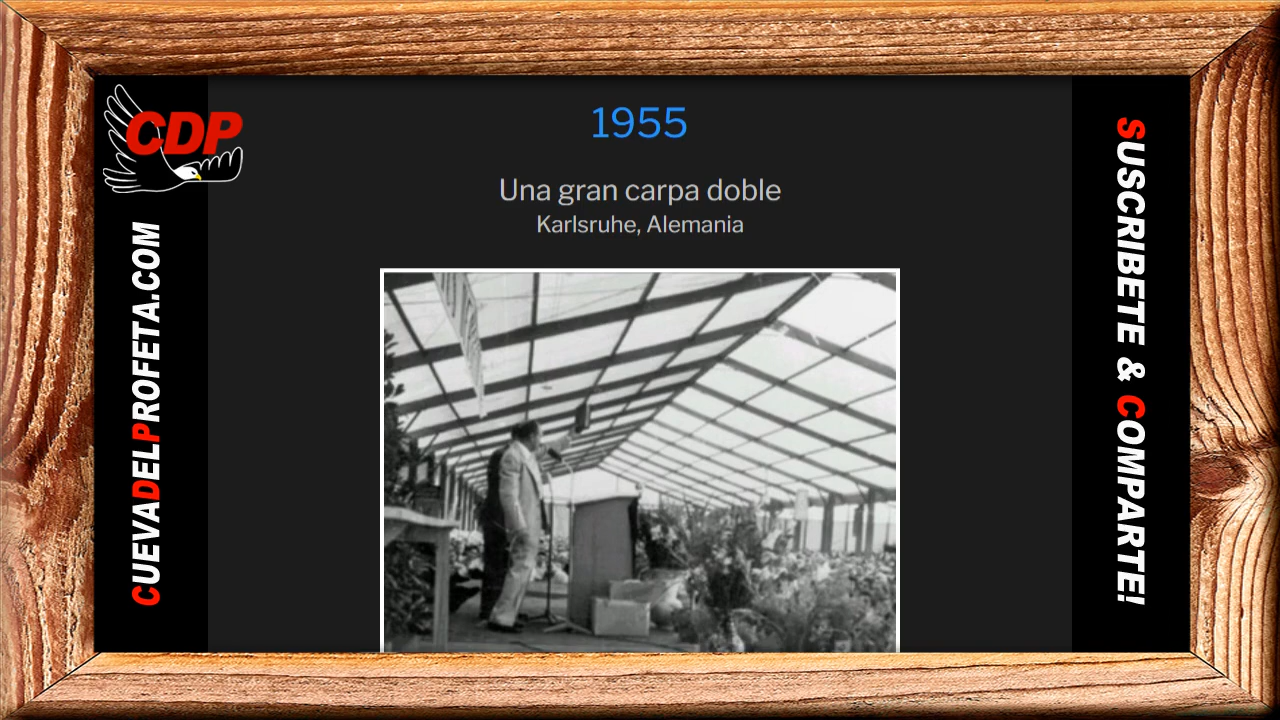 CDP
CUEVADELPROFETA.COM
1955
Una gran carpa doble
Karlsruhe, Alemania
SUSCRIBETE & COMPARTE!